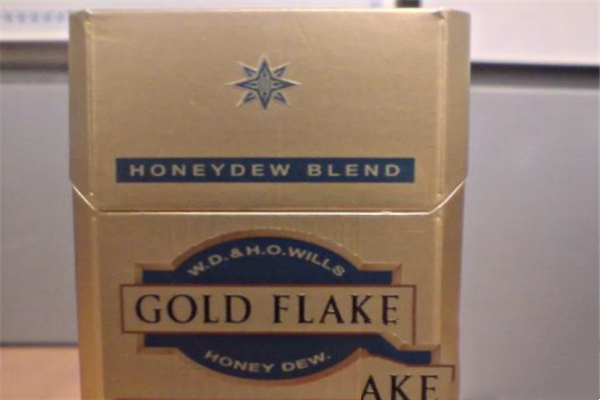 HONEYDEW BLEND
W.D. & H.O. WILLS
GOLD FLAKE
HONEY DEW.
AKE